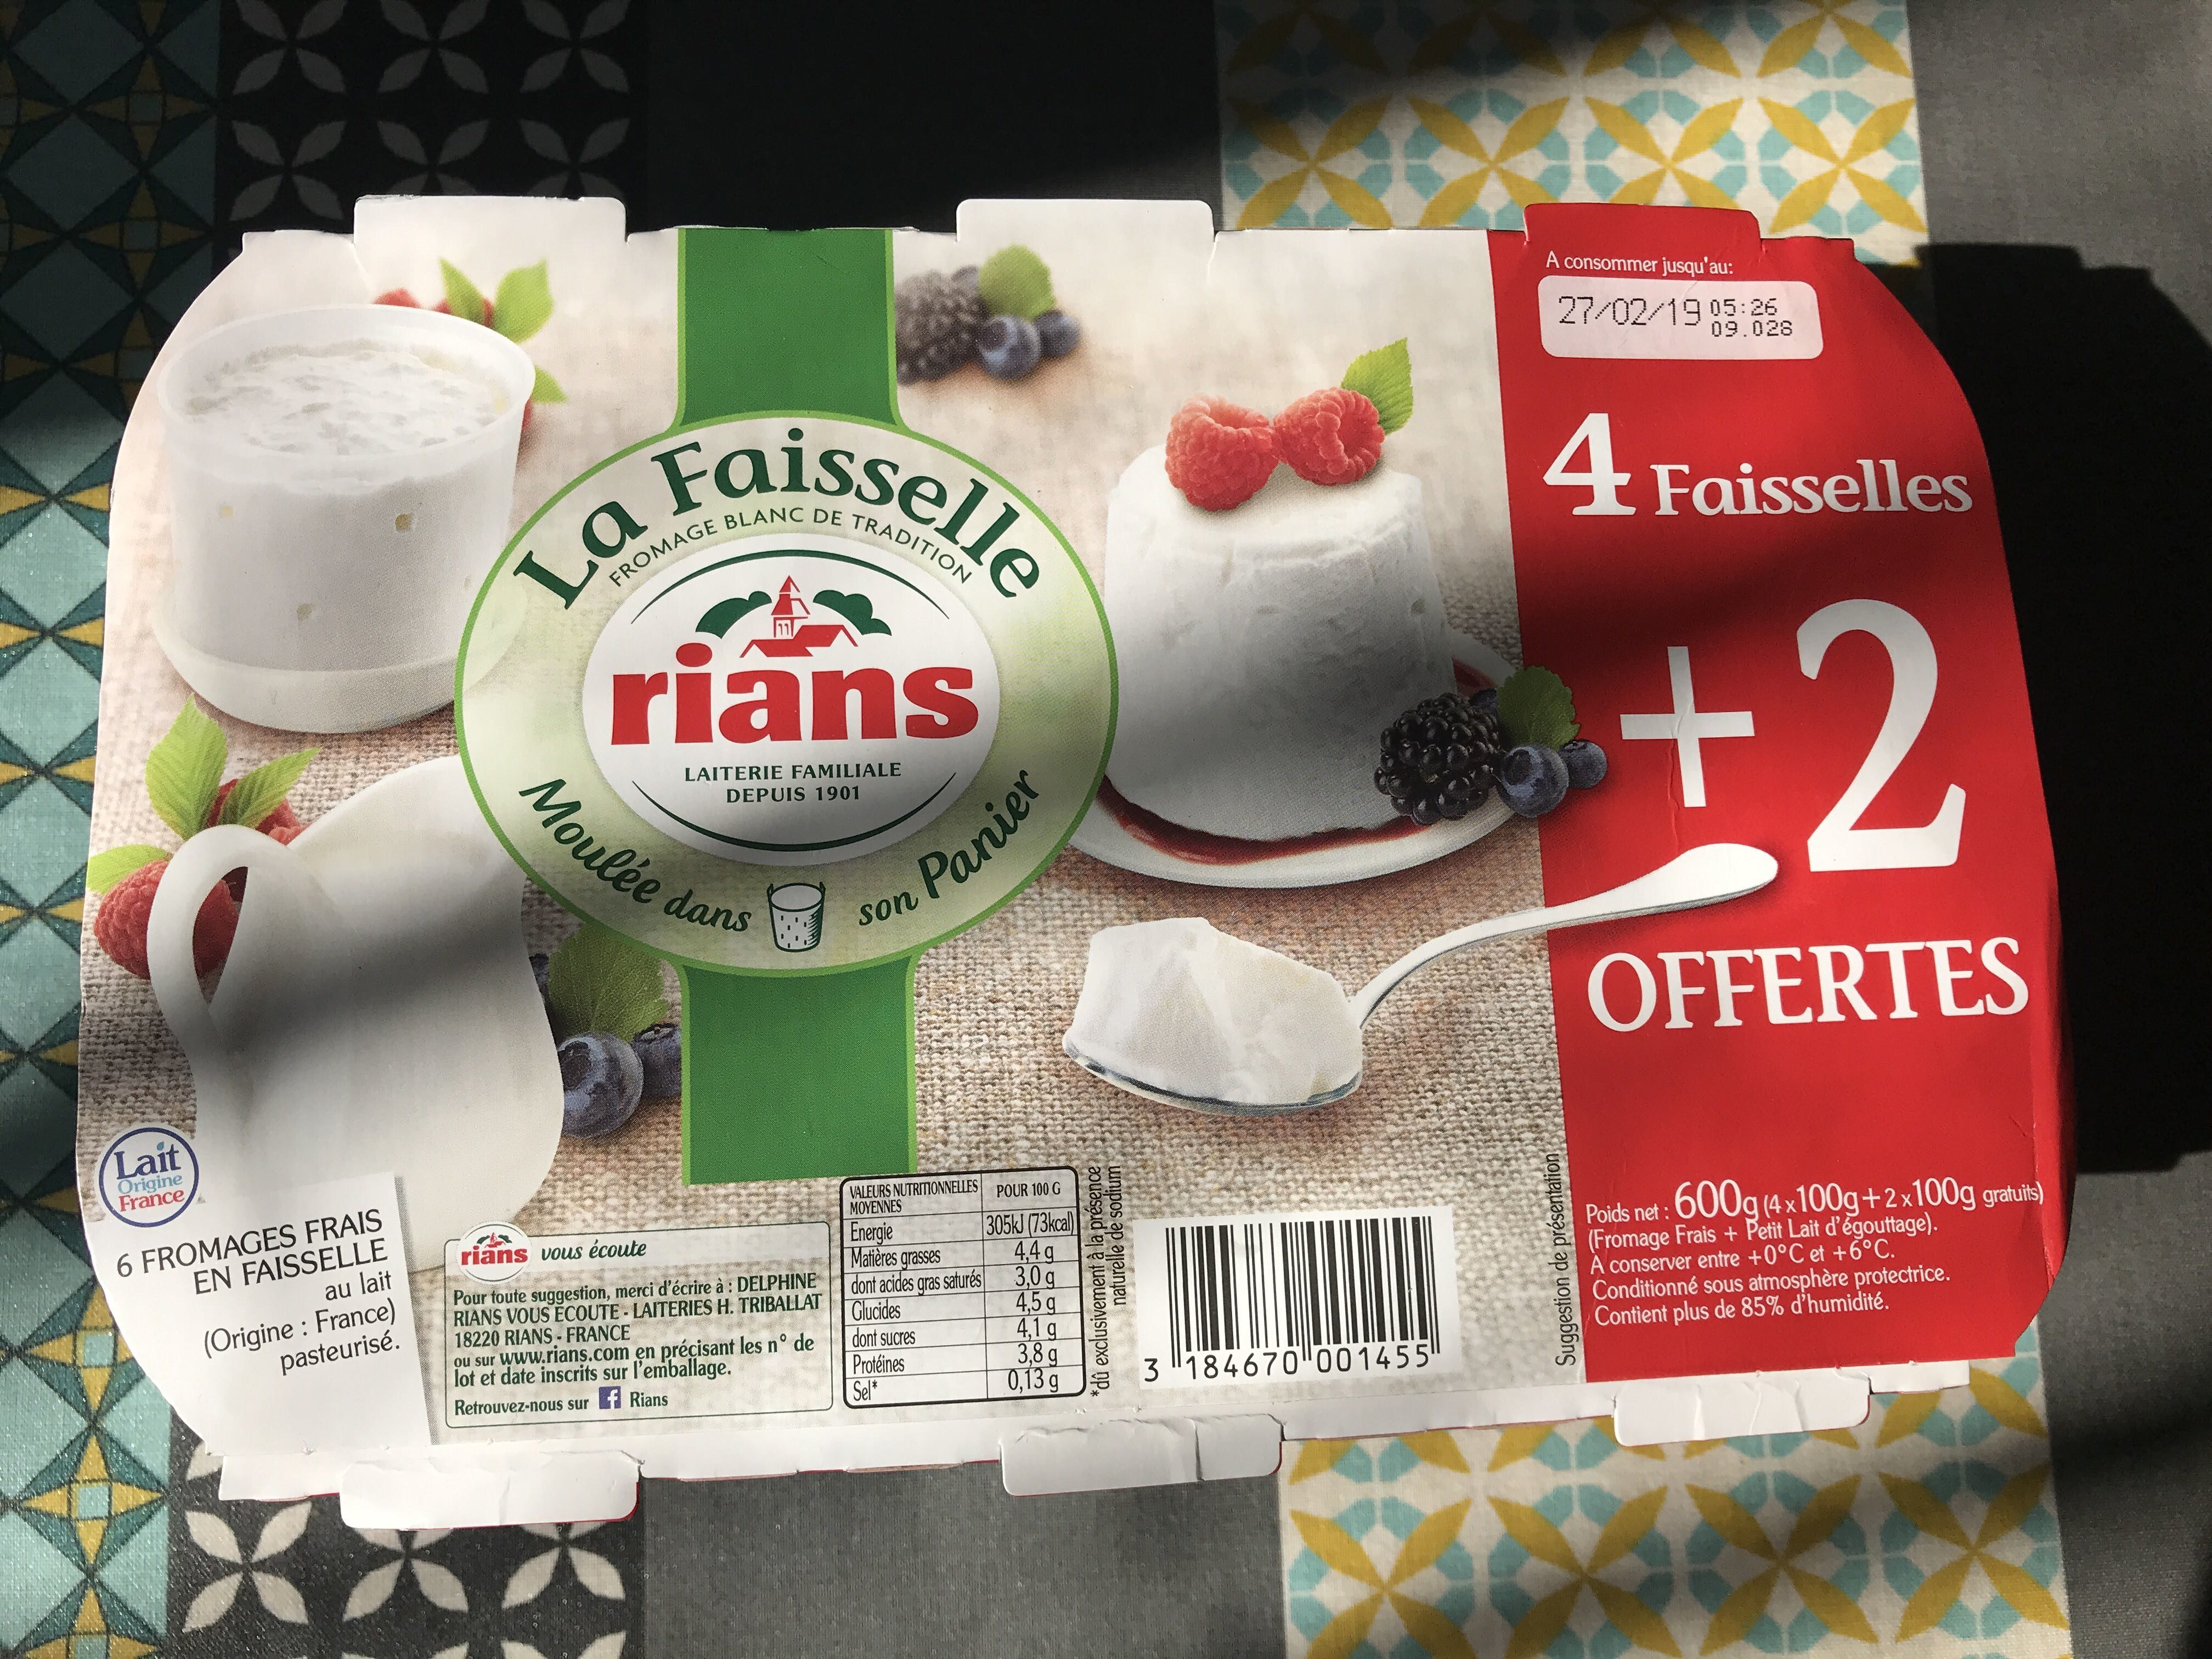 A consommer jusqu'au:
27/02/19 05:26
09.028
4 Faisselles
+2
OFFERTES
La Faisselle
FROMAGE BLANC DE TRADITION
rians
LAITERIE FAMILIALE
DEPUIS 1901
Moulée dans son Panier
Lait
Origine
France
6 FROMAGES FRAIS
EN FAISSELLE
au lait
(Origine : France)
pasteurisé.
rians vous écoute
Pour toute suggestion, merci d'écrire à : DELPHINE
RIANS VOUS ECOUTE - LAITERIES H. TRIBALLAT
18220 RIANS - FRANCE
ou sur www.rians.com en précisant les n° de
lot et date inscrits sur l'emballage.
Retrouvez-nous sur f Rians
VALEURS NUTRITIONNELLES MOYENNES POUR 100 G
Energie 305kJ (73kcal)
Matières grasses 4,4 g
dont acides gras saturés 3,0 g
Glucides 4,5 g
dont sucres 4,1 g
Protéines 3,8 g
Sel* 0,13 g
*dû exclusivement à la présence
naturelle de sodium
3 184670 001455
Suggestion de présentation
Poids net : 600g (4 x 100g + 2 x 100g gratuits)
(Fromage Frais + Petit Lait d'égouttage).
A conserver entre +0°C et +6°C.
Conditionné sous atmosphère protectrice.
Contient plus de 85% d'humidité.